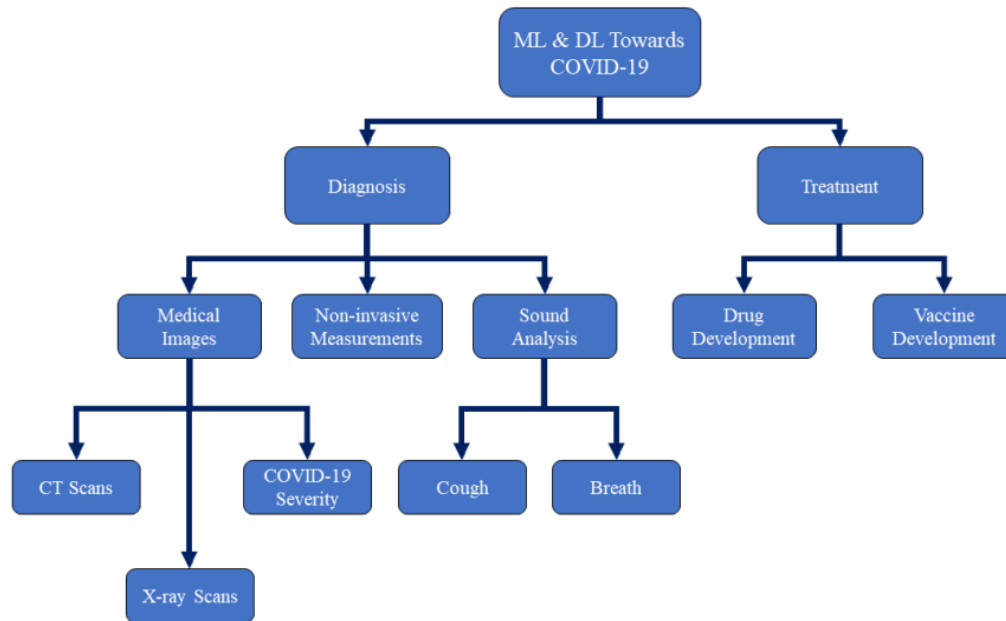 ML & DL Towards
COVID-19
Diagnosis
Treatment
Medical
Images
Non-invasive
Measurements
Sound
Analysis
Drug
Development
Vaccine
Development
CT Scans
COVID-19
Severity
Cough
Breath
X-ray Scans